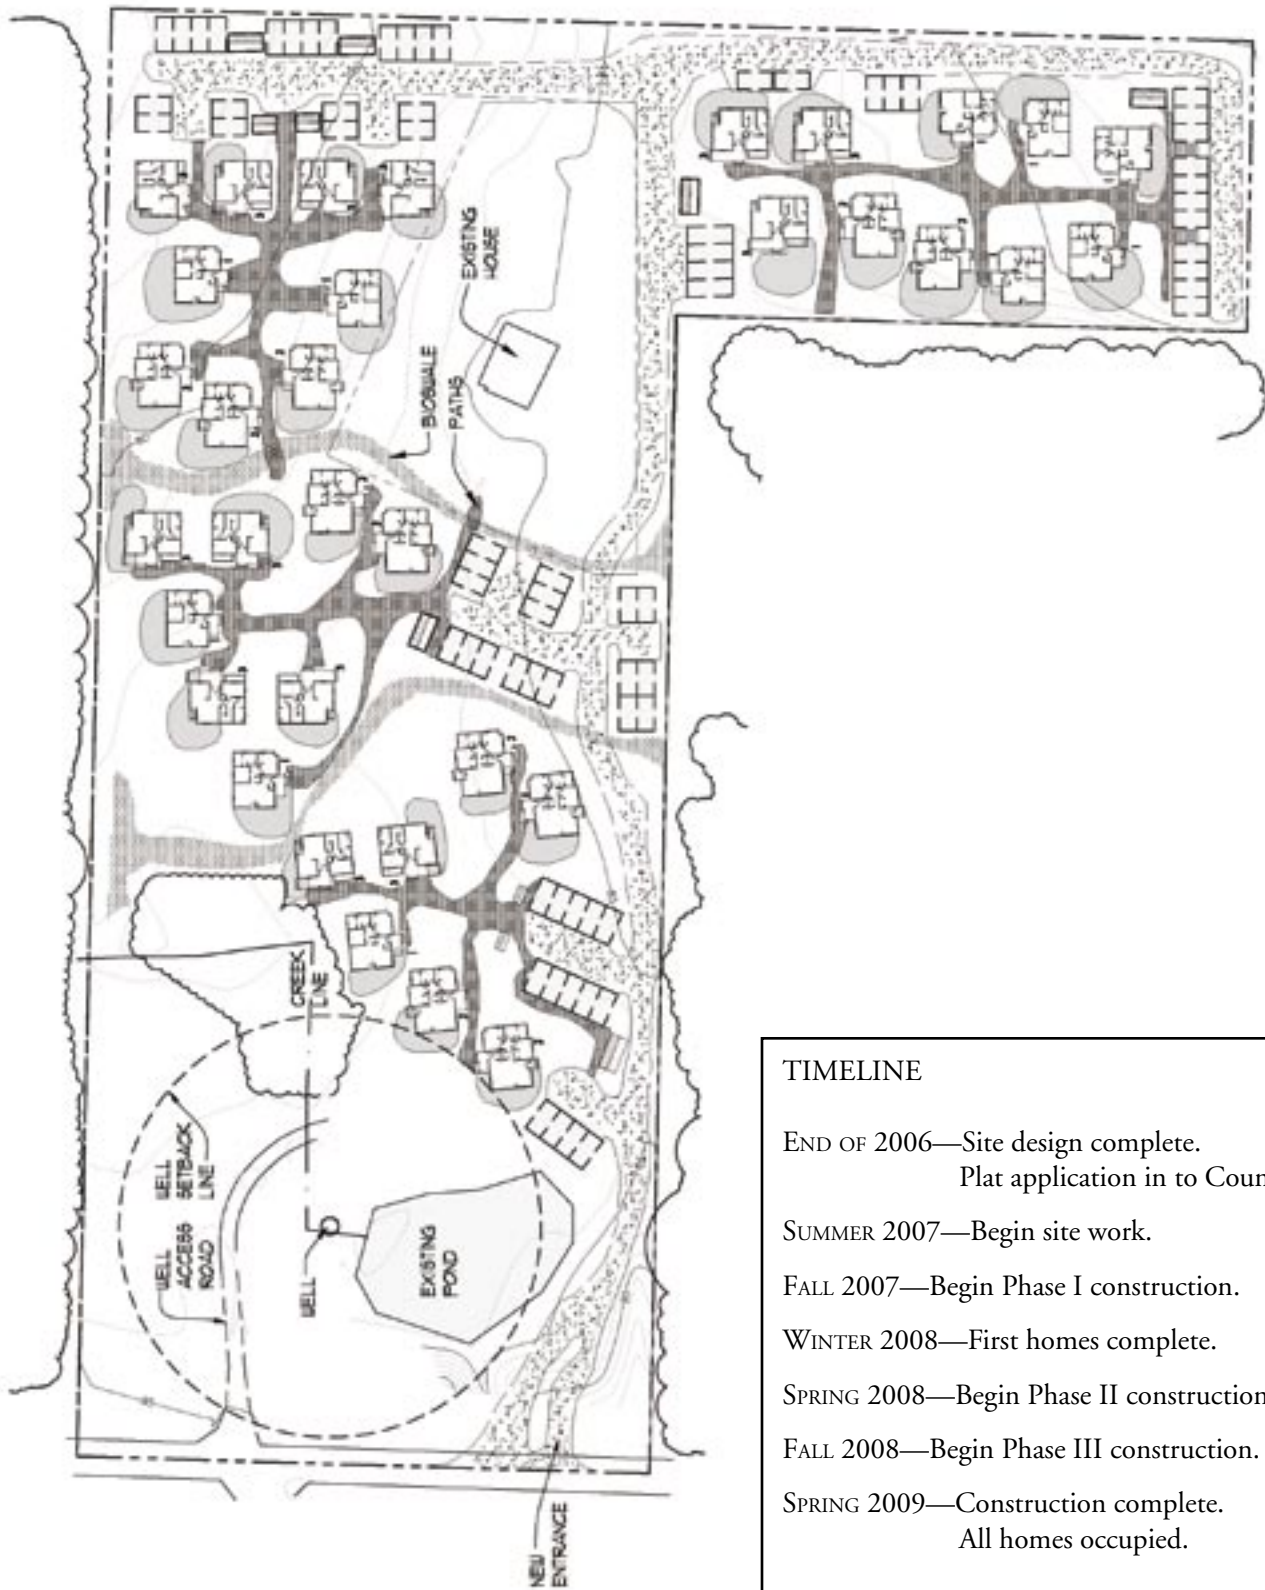 EXISTING
HOUSE
BIOSWALE
PATHS
CREEK
LINE
WELL
SETBACK
LINE
WELL
ACCESS
ROAD
WELL
EXISTING
POND
NEW
ENTRANCE
TIMELINE
END OF 2006—Site design complete.
Plat application in to Coun
SUMMER 2007—Begin site work.
FALL 2007—Begin Phase I construction.
WINTER 2008—First homes complete.
SPRING 2008—Begin Phase II construction
FALL 2008—Begin Phase III construction.
SPRING 2009—Construction complete.
All homes occupied.